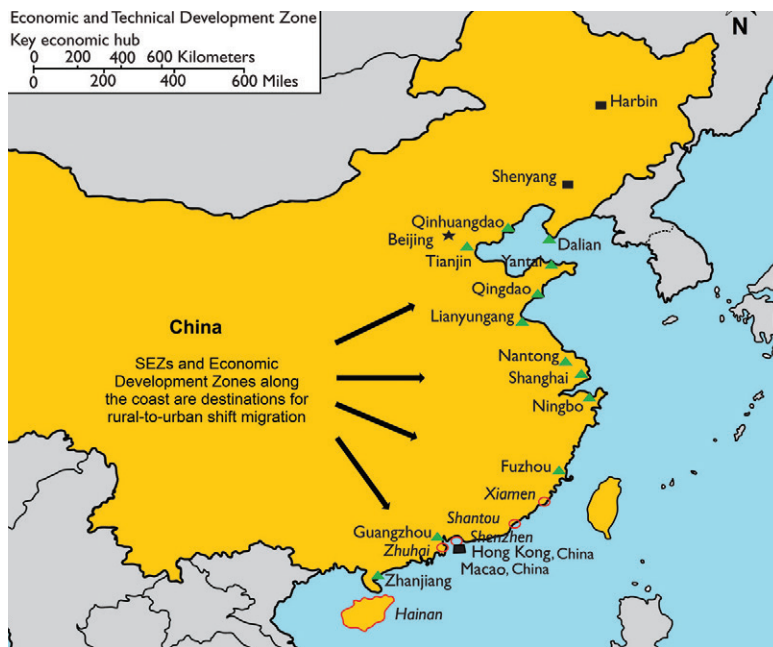 Economic and Technical Development Zone
Key economic hub
0 200 400 600 Kilometers
0 200 400 600 Miles
N
Harbin
Shenyang
Qinhuangdao
Beijing
Tianjin
Dalian
Yantai
Qingdao
Lianyungang
China
SEZs and Economic
Development Zones along
the coast are destinations for
rural-to-urban shift migration
Nantong
Shanghai
Ningbo
Fuzhou
Xiamen
Shantou
Shenzhen
Guangzhou
Zhuhai
Hong Kong, China
Macao, China
Zhanjiang
Hainan